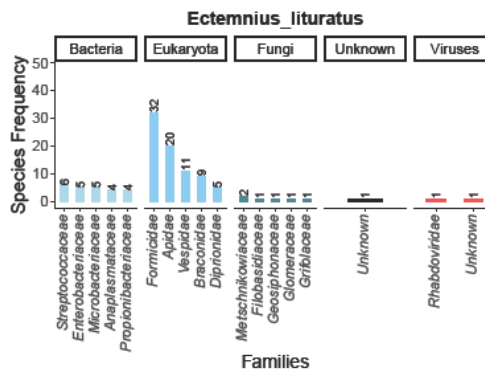 Ectemnius_lituratus
Bacteria Eukaryota Fungi Unknown Viruses
Species Frequency
50
40
30
20
10
0
6 5 5 4 4 32 20 11 9 5 2 1 1 1 1 1 1 1
Streptococcaceae
Enterobacteriaceae
Microbacteriaceae
Anaplasmataceae
Propionibacteriaceae
Formicidae
Apidae
Vespidae
Braconidae
Diprionidae
Metschnikowiaceae
Filobasidiaceae
Geosiphonaceae
Glomeraceae
Grifolaceae
Unknown
Rhabdoviridae
Unknown
Families